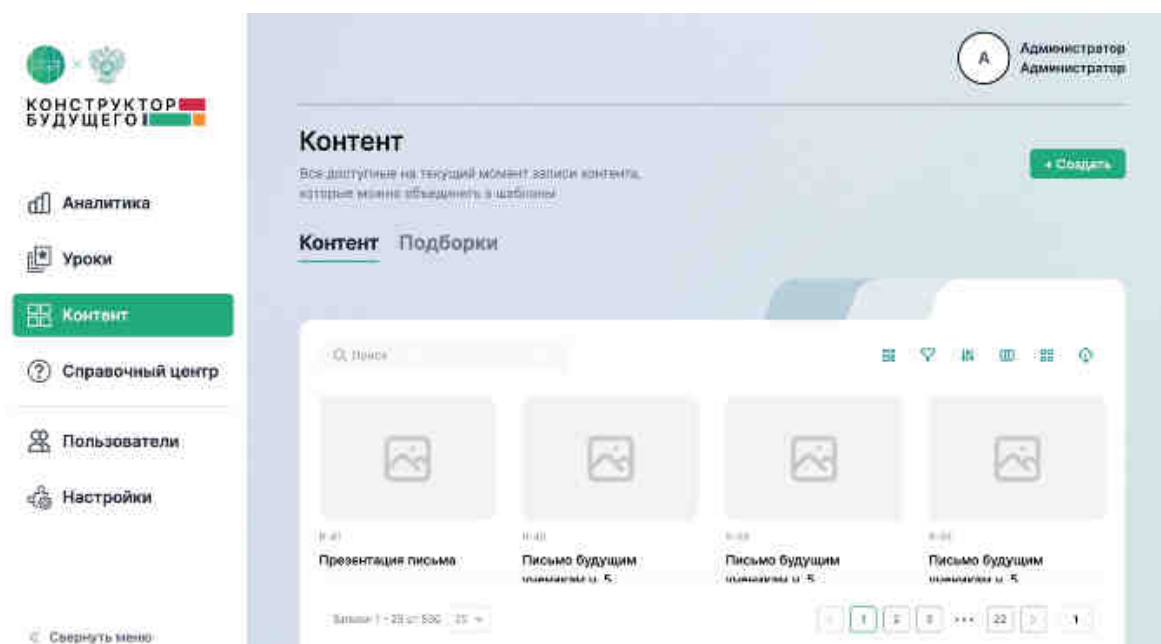 КОНСТРУКТОР
БУДУЩЕГО
Аналитика
Уроки
Контент
Справочный центр
Пользователи
Настройки
Свернуть меню
А
Администратор
Администратор
Контент
Все доступные на текущий момент записи контента,
которые можно объединить в шаблоны
+ Создать
Контент Подборки
Поиск
Презентация письма
Письмо будущим
Письмо будущим
Письмо будущим
25
1 2 3 ••• 22 1